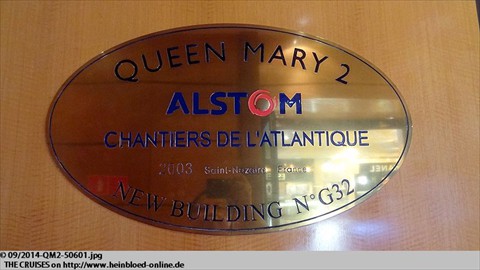 QUEEN MARY 2
ALSTOM
CHANTIERS DE L'ATLANTIQUE
2003 Saint-Nazaire France
NEW BUILDING N°G32
© 09/2014-QM2-50601.jpg
THE CRUISES on http://www.heinbloed-online.de